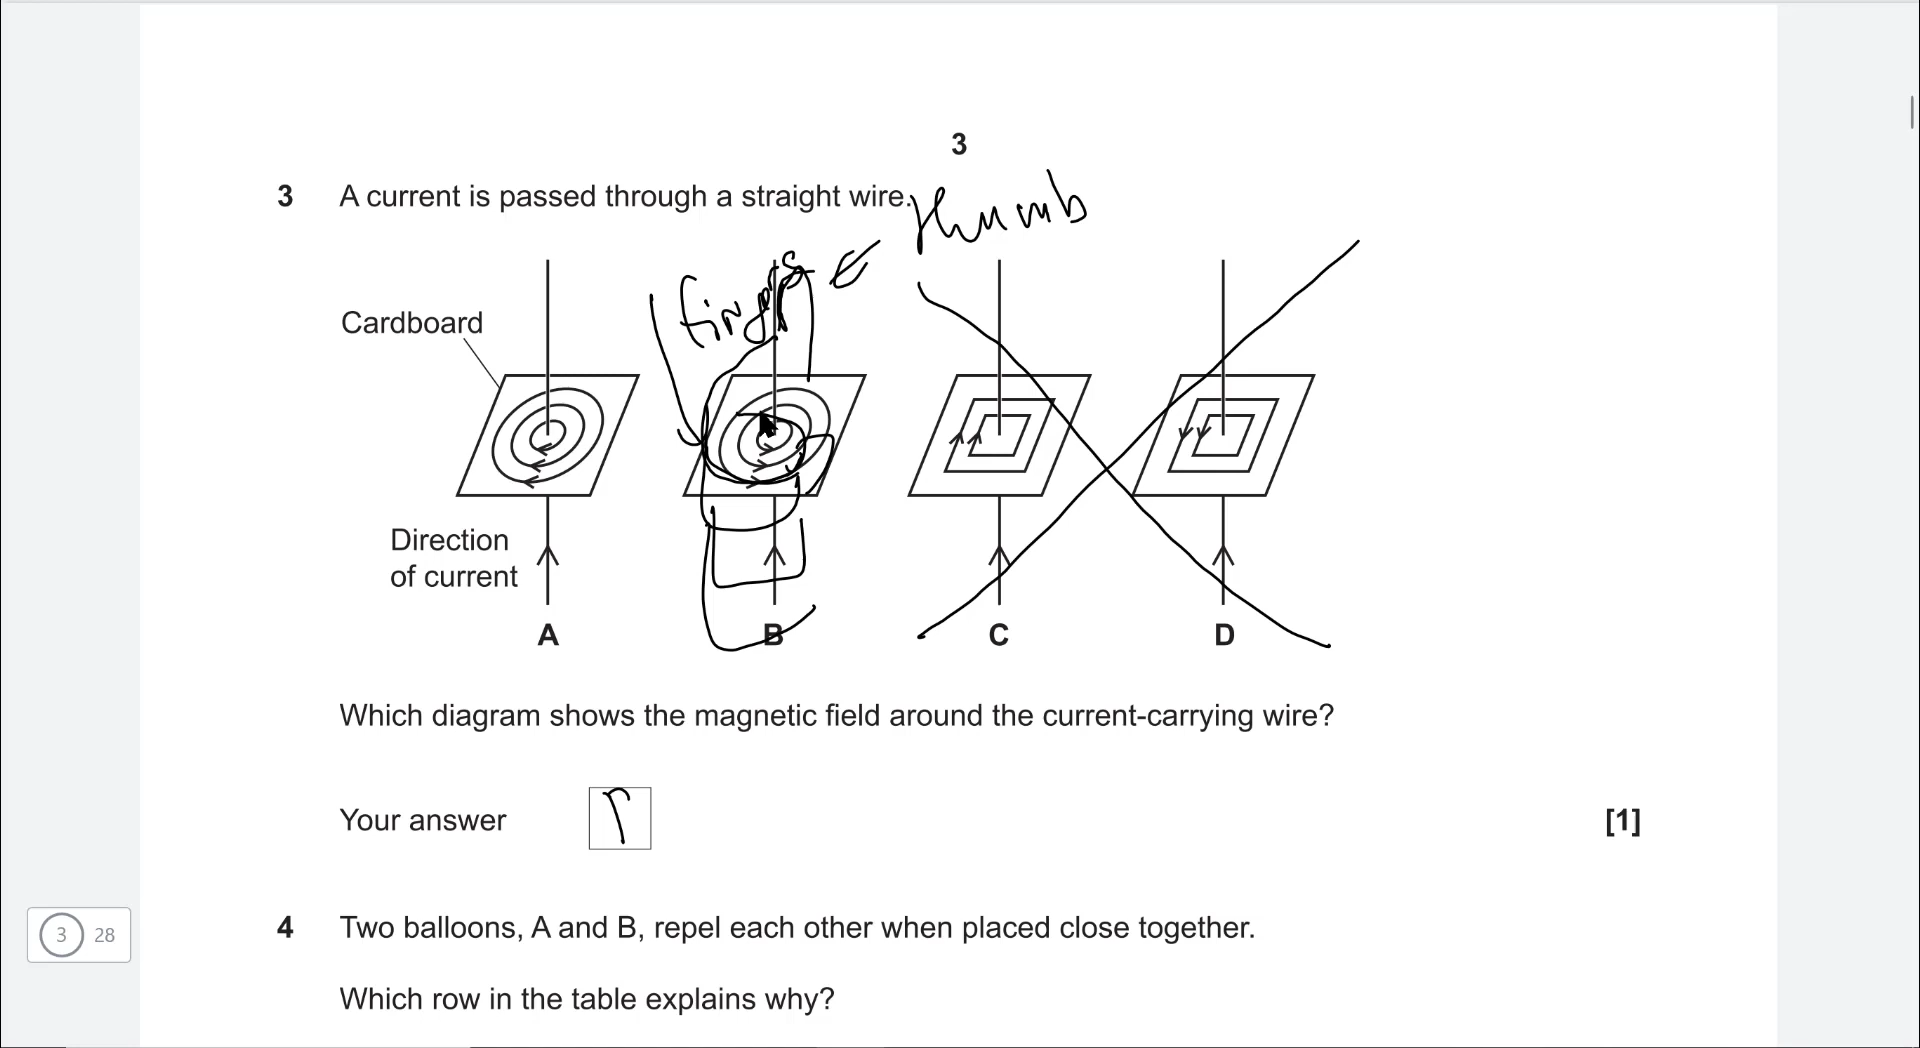 3
3 A current is passed through a straight wire.
thumb
fingers
Cardboard
Direction
of current
A B C D
Which diagram shows the magnetic field around the current-carrying wire?
Your answer [1]
4 Two balloons, A and B, repel each other when placed close together.
3 28
Which row in the table explains why?